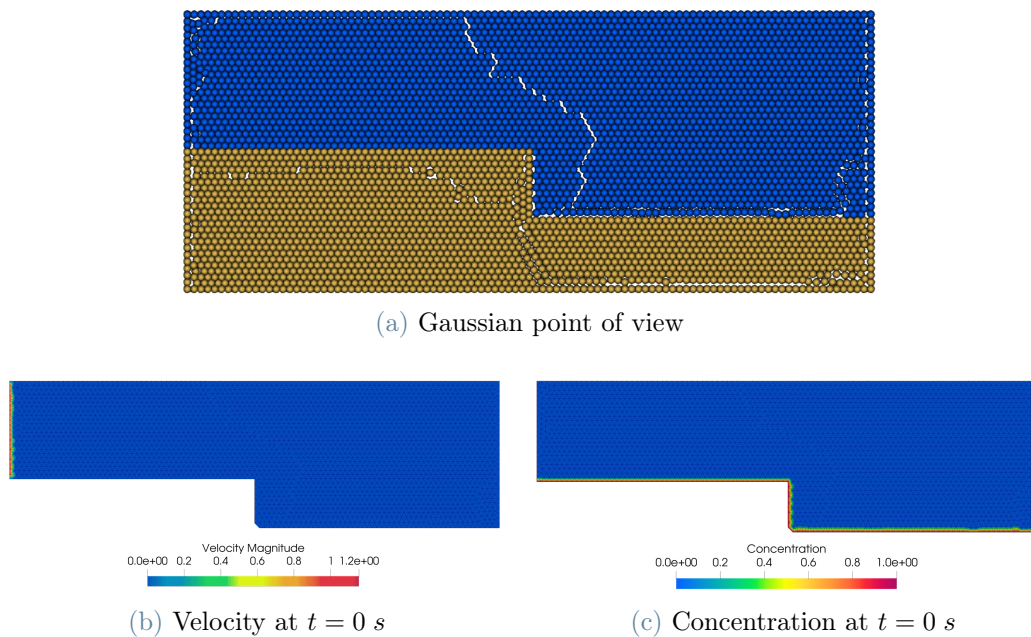 (a) Gaussian point of view
Velocity Magnitude
0.0e+00 0.2 0.4 0.6 0.8 1 1.2e+00
(b) Velocity at t = 0 s
Concentration
0.0e+00 0.2 0.4 0.6 0.8 1.0e+00
(c) Concentration at t = 0 s